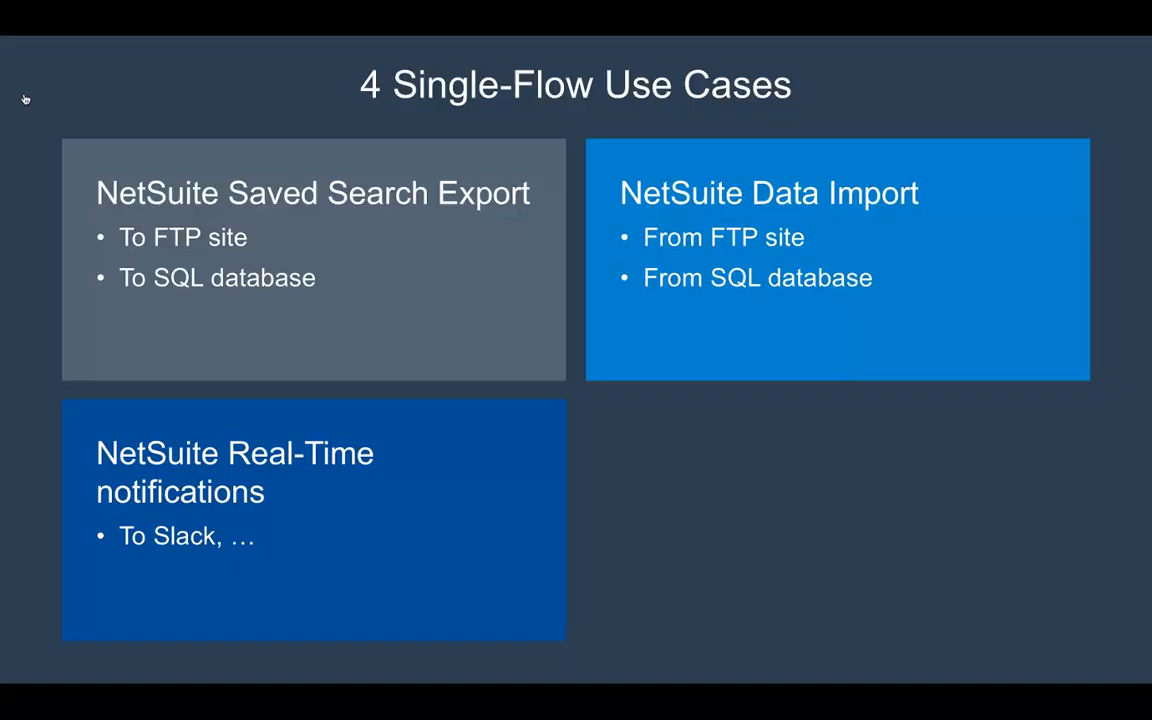 4 Single-Flow Use Cases
NetSuite Saved Search Export
• To FTP site
• To SQL database
NetSuite Data Import
• From FTP site
• From SQL database
NetSuite Real-Time
notifications
• To Slack, …